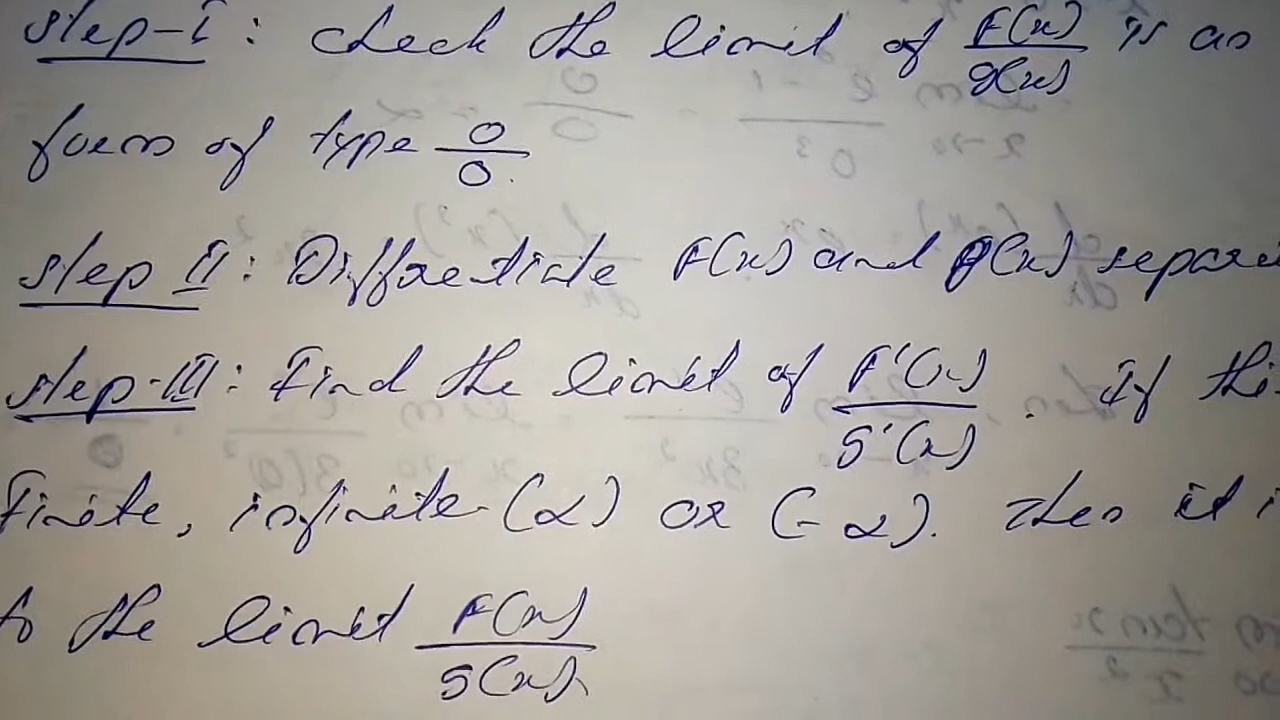 Step-I: check the limit of F(x)/g(x) is an
form of type 0/0.
Step II: Differentiate F(x) and g(x) separa
Step-III: Find the limit of F'(x)/g'(x). If thi
Finite, infinite (∝) or (-∝). Then it i
to the limit F(x)/g(x)